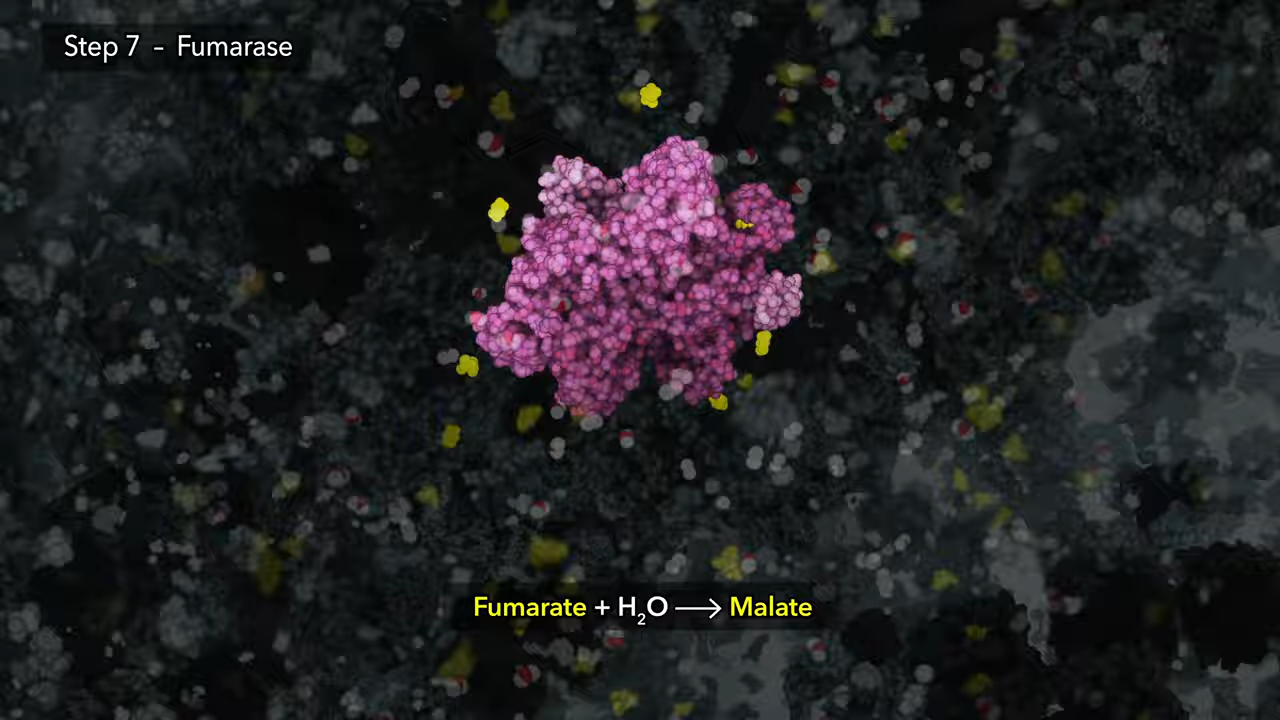 Step 7 – Fumarase
Fumarate + H₂O ⟶ Malate